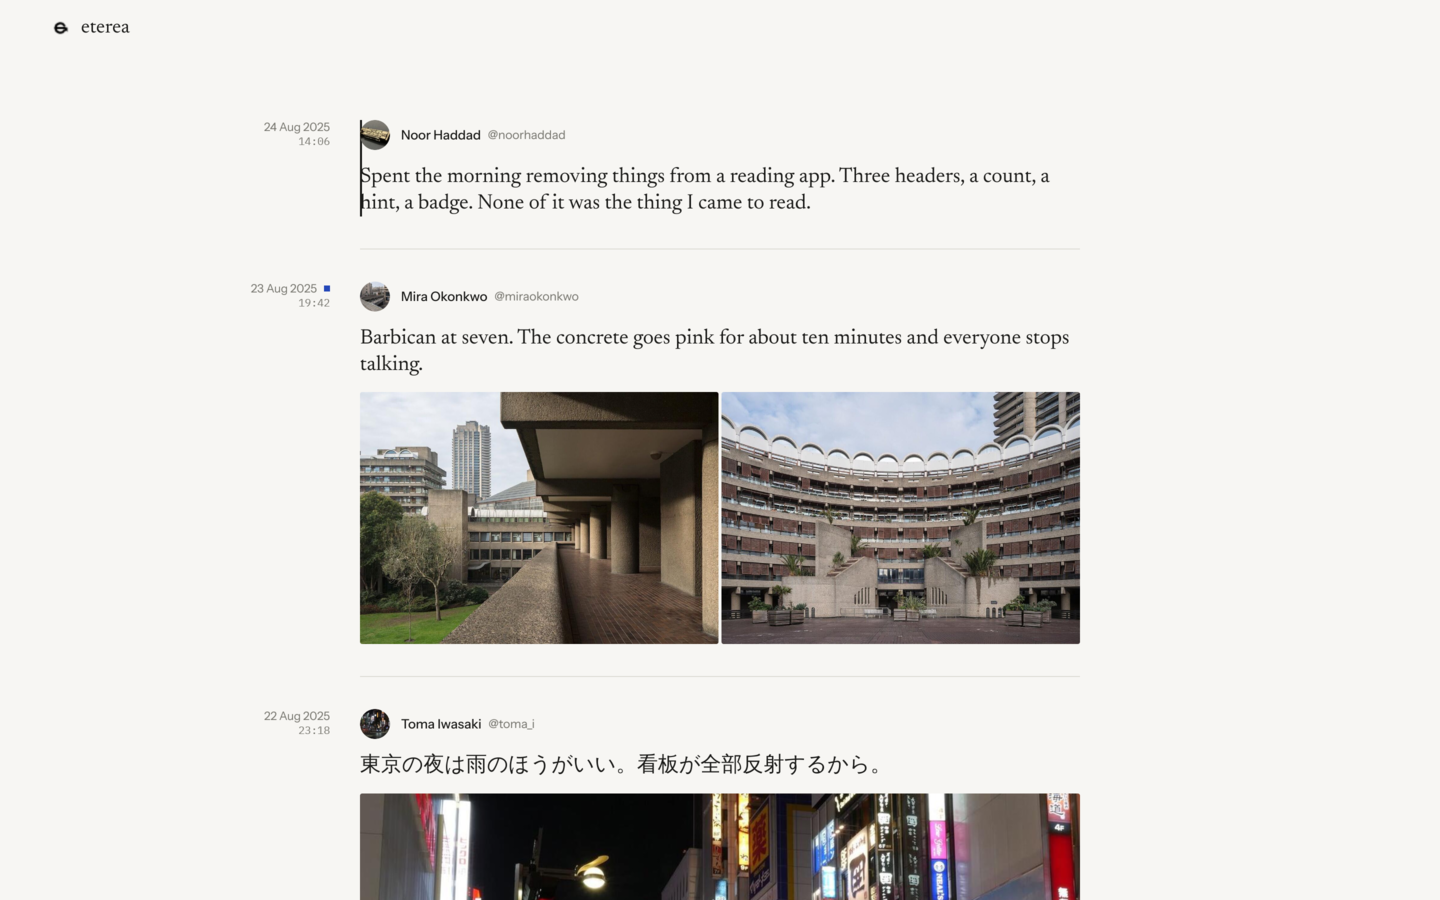 eterea
24 Aug 2025
14:06
Noor Haddad @noorhaddad
Spent the morning removing things from a reading app. Three headers, a count, a
hint, a badge. None of it was the thing I came to read.
23 Aug 2025
19:42
Mira Okonkwo @miraokonkwo
Barbican at seven. The concrete goes pink for about ten minutes and everyone stops
talking.
22 Aug 2025
23:18
Toma Iwasaki @toma_i
東京の夜は雨のほうがいい。看板が全部反射するから。
薬
4F